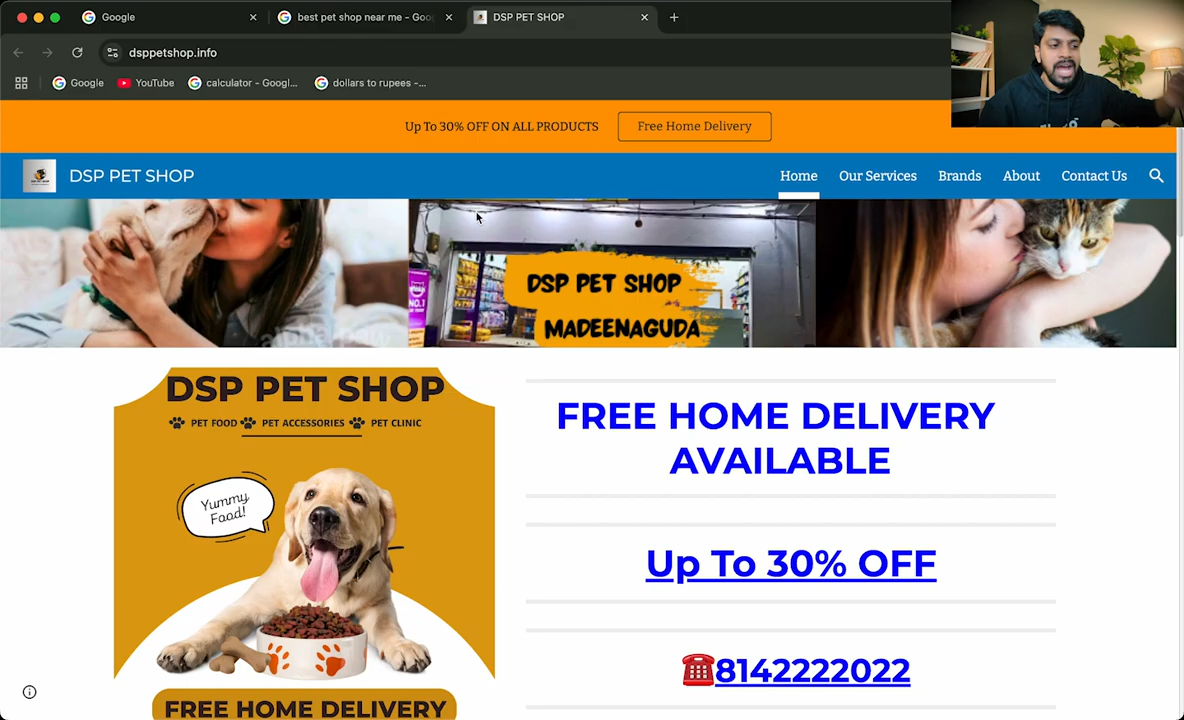 Google
best pet shop near me - Goo
DSP PET SHOP
dsppetshop.info
Google
YouTube
calculator - Googl...
dollars to rupees -...
Up To 30% OFF ON ALL PRODUCTS
Free Home Delivery
DSP PET SHOP
Home
Our Services
Brands
About
Contact Us
DSP PET SHOP
MADEENAGUDA
NO.1
DSP PET SHOP
PET FOOD
PET ACCESSORIES
PET CLINIC
Yummy
Food!
FREE HOME DELIVERY
FREE HOME DELIVERY
AVAILABLE
Up To 30% OFF
8142222022